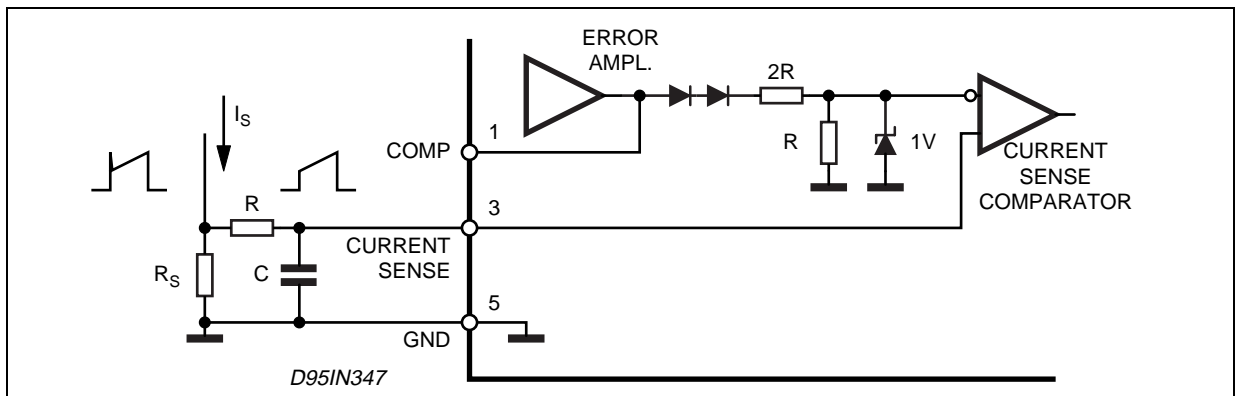 ERROR
AMPL.
2R
I_S
1
COMP
R
1V
CURRENT
SENSE
COMPARATOR
R
3
CURRENT
SENSE
R_S
C
5
GND
D95IN347